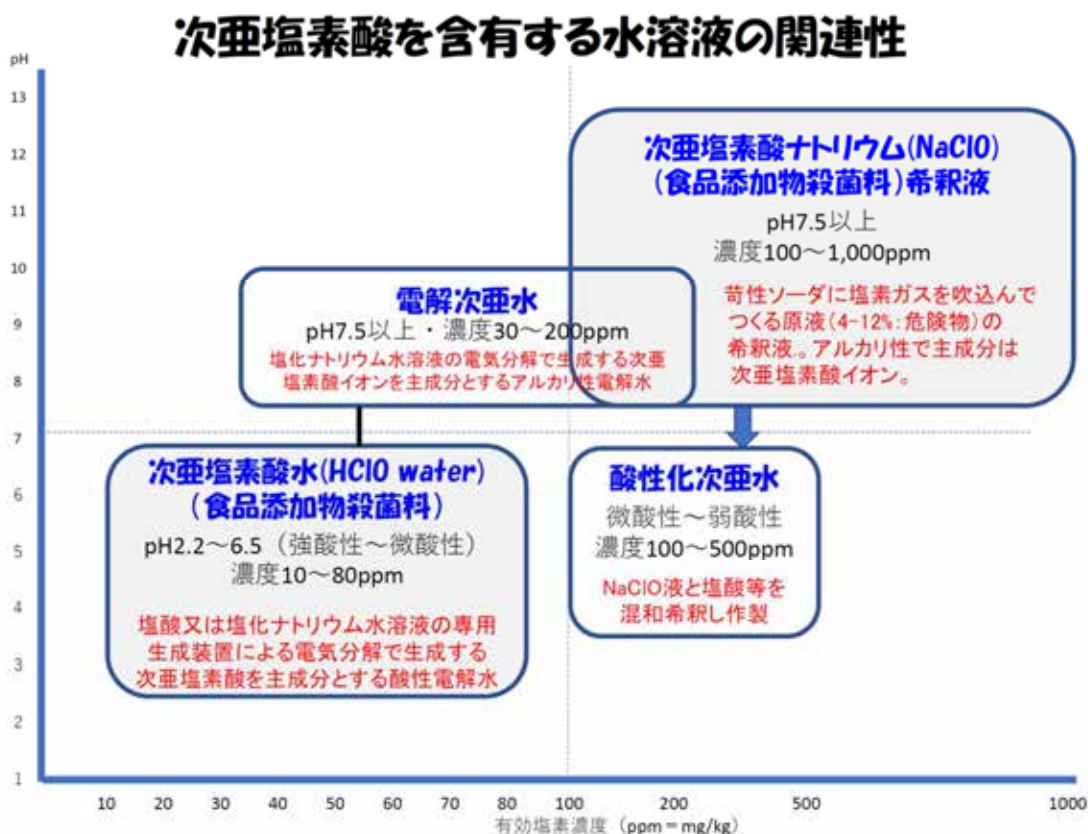 次亜塩素酸を含有する水溶液の関連性
pH
13
12
11
10
9
8
7
6
5
4
3
2
1
次亜塩素酸ナトリウム(NaClO)
(食品添加物殺菌料)希釈液
pH7.5以上
濃度100～1,000ppm
苛性ソーダに塩素ガスを吹込んで
つくる原液(4-12%:危険物)の
希釈液.。アルカリ性で主成分は
次亜塩素酸イオン。
電解次亜水
pH7.5以上・濃度30～200ppm
塩化ナトリウム水溶液の電気分解で生成する次亜
塩素酸イオンを主成分とするアルカリ性電解水
次亜塩素酸水(HClO water)
(食品添加物殺菌料)
pH2.2～6.5（強酸性～微酸性）
濃度10～80ppm
塩酸又は塩化ナトリウム水溶液の専用
生成装置による電気分解で生成する
次亜塩素酸を主成分とする酸性電解水
酸性化次亜水
微酸性～弱酸性
濃度100～500ppm
NaClO液と塩酸等を
混和希釈し作製
10 20 30 40 50 60 70 80 100 200 500 1000
有効塩素濃度（ppm＝mg/kg）